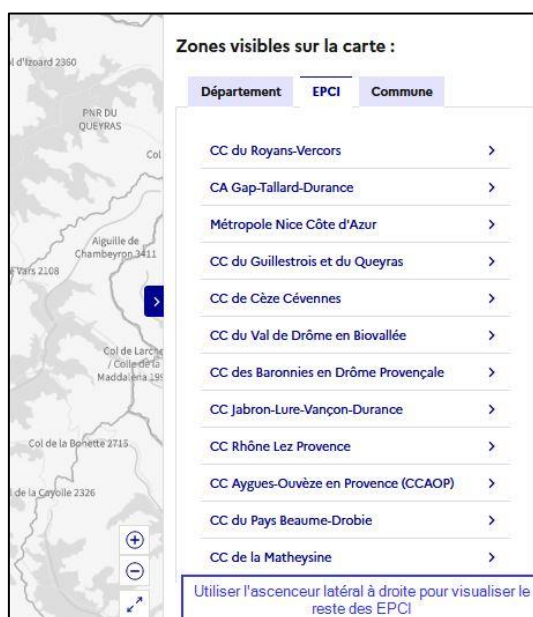 Zones visibles sur la carte :
Département EPCI Commune
CC du Royans-Vercors
CA Gap-Tallard-Durance
Métropole Nice Côte d'Azur
CC du Guillestrois et du Queyras
CC de Cèze Cévennes
CC du Val de Drôme en Biovallée
CC des Baronnies en Drôme Provençale
CC Jabron-Lure-Vançon-Durance
CC Rhône Lez Provence
CC Aygues-Ouvèze en Provence (CCAOP)
CC du Pays Beaume-Drobie
CC de la Matheysine
Utiliser l'ascenceur latéral à droite pour visualiser le
reste des EPCI
d'Izoard 2360
PNR DU
QUEYRAS
Col
Aiguille de
Chambeyron 3411
Vars 2108
Col de Larche
/ Colle de la
Maddalena 199
Col de la Bonette 2715
de la Cayolle 2326